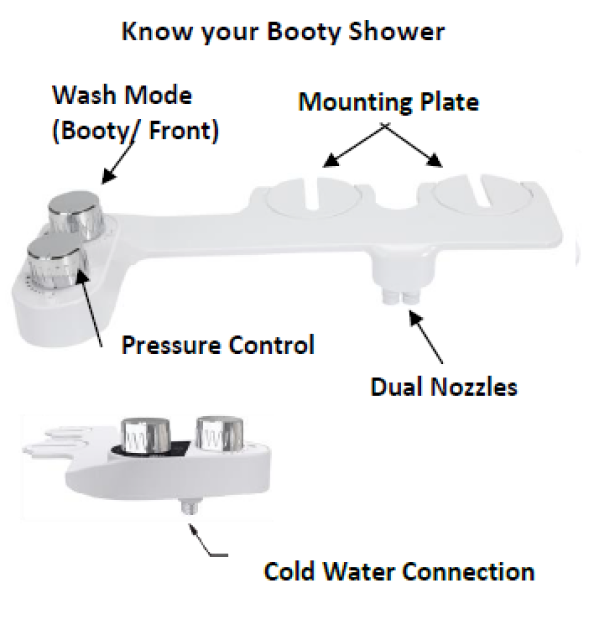 Know your Booty Shower
Wash Mode
(Booty/ Front)
Mounting Plate
Pressure Control
Dual Nozzles
Cold Water Connection